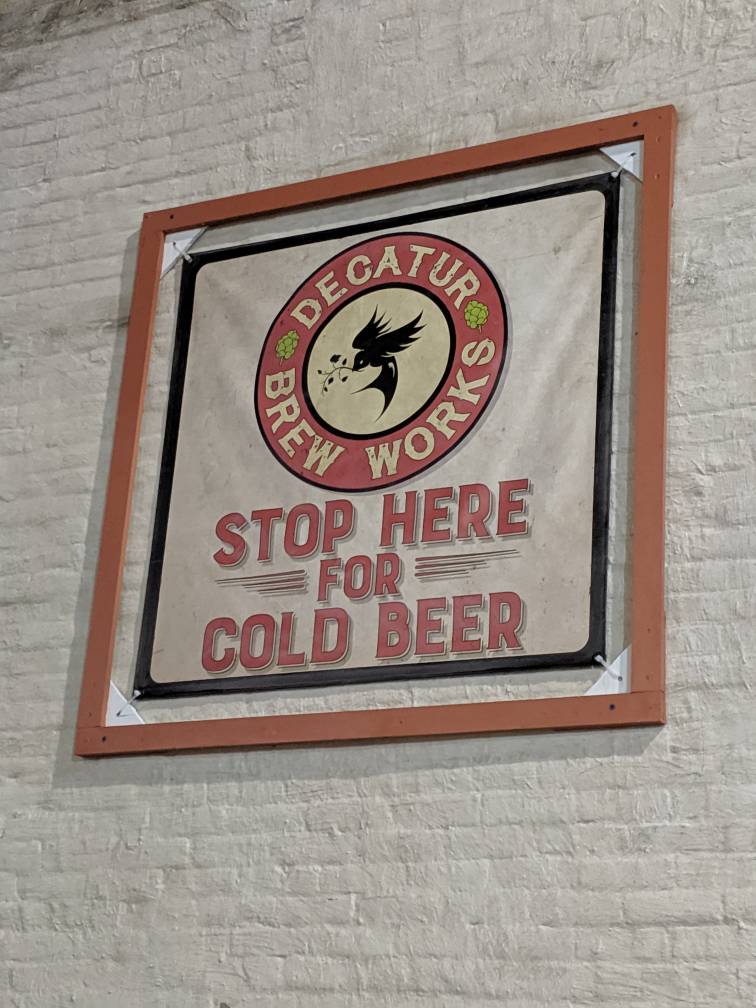 DECATUR
BREW WORKS
STOP HERE
FOR
COLD BEER